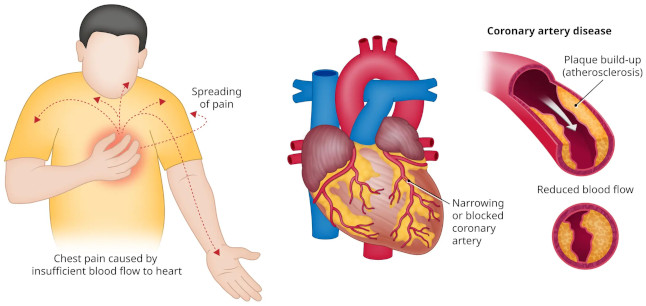 Coronary artery disease
Plaque build-up
(atherosclerosis)
Spreading
of pain
Reduced blood flow
Narrowing
or blocked
coronary
artery
Chest pain caused by
insufficient blood flow to heart